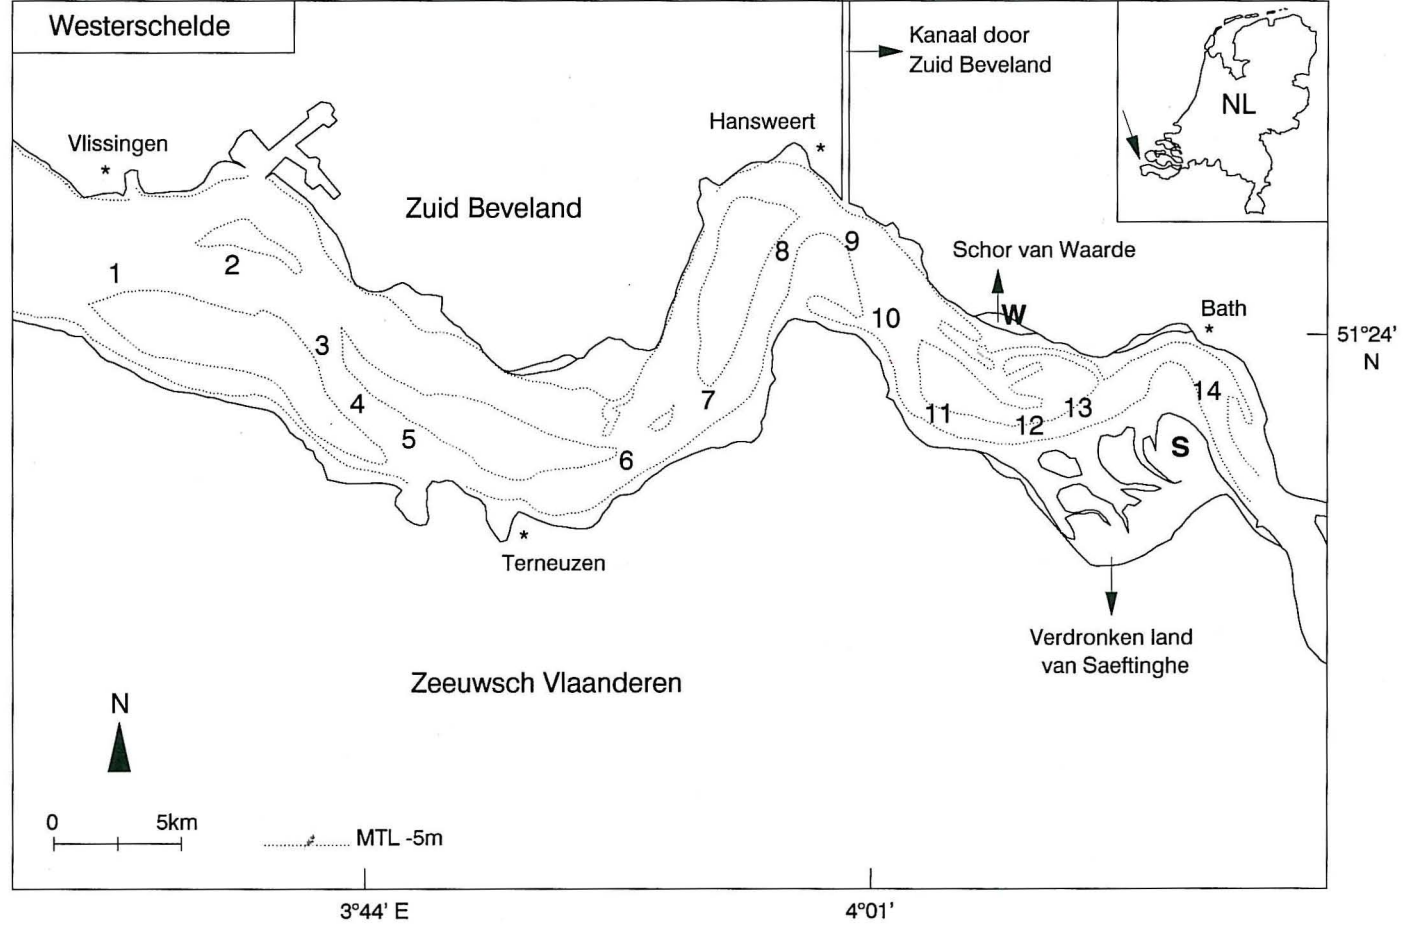 Westerschelde
Kanaal door
Zuid Beveland
NL
Vlissingen
*
Hansweert
*
Zuid Beveland
Schor van Waarde
W
Bath
*
51°24'
N
1
2
3
4
5
6
7
8
9
10
11
12
13
14
S
*
Terneuzen
Verdronken land
van Saeftinghe
Zeeuwsch Vlaanderen
N
0 5km
MTL -5m
3°44' E
4°01'